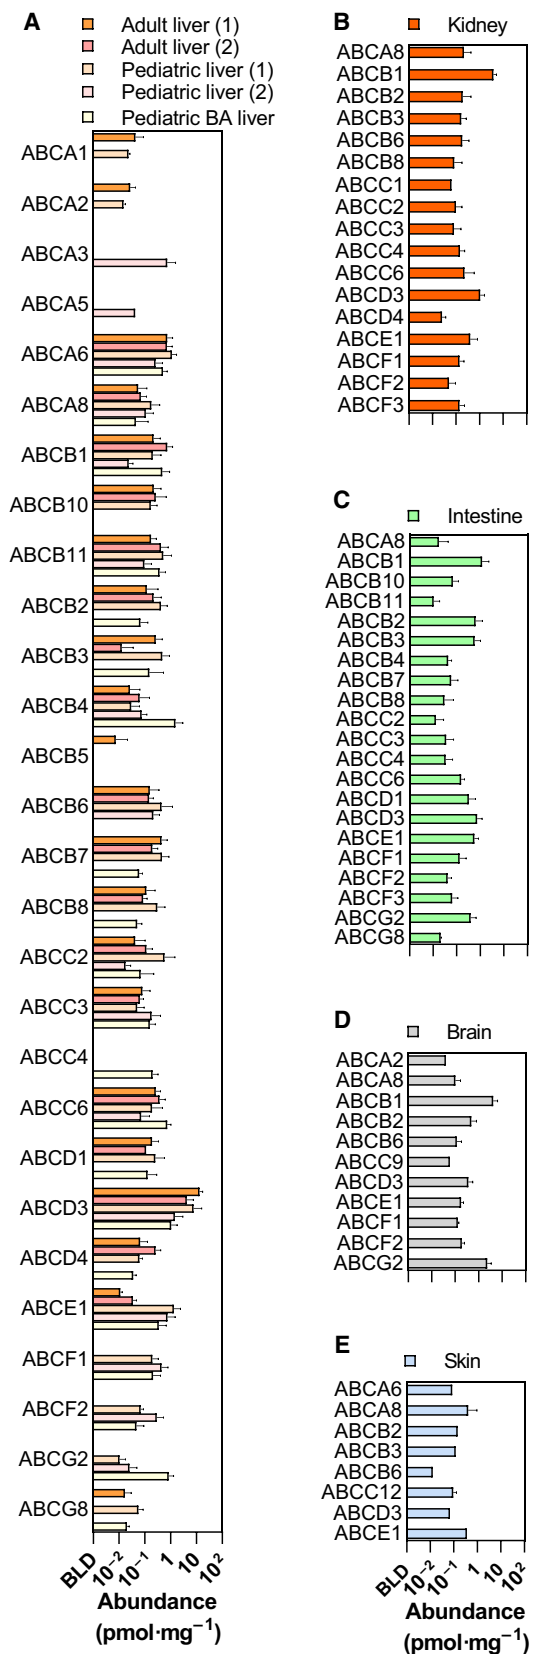 A
Adult liver (1)
Adult liver (2)
Pediatric liver (1)
Pediatric liver (2)
Pediatric BA liver
ABCA1
ABCA2
ABCA3
ABCA5
ABCA6
ABCA8
ABCB1
ABCB10
ABCB11
ABCB2
ABCB3
ABCB4
ABCB5
ABCB6
ABCB7
ABCB8
ABCC2
ABCC3
ABCC4
ABCC6
ABCD1
ABCD3
ABCD4
ABCE1
ABCF1
ABCF2
ABCG2
ABCG8
BLD 10⁻² 10⁻¹ 1 10 10²
Abundance
(pmol·mg⁻¹)
B
Kidney
ABCA8
ABCB1
ABCB2
ABCB3
ABCB6
ABCB8
ABCC1
ABCC2
ABCC3
ABCC4
ABCC6
ABCD3
ABCD4
ABCE1
ABCF1
ABCF2
ABCF3
C
Intestine
ABCA8
ABCB1
ABCB10
ABCB11
ABCB2
ABCB3
ABCB4
ABCB7
ABCB8
ABCC2
ABCC3
ABCC4
ABCC6
ABCD1
ABCD3
ABCE1
ABCF1
ABCF2
ABCF3
ABCG2
ABCG8
D
Brain
ABCA2
ABCA8
ABCB1
ABCB2
ABCB6
ABCC9
ABCD3
ABCE1
ABCF1
ABCF2
ABCG2
E
Skin
ABCA6
ABCA8
ABCB2
ABCB3
ABCB6
ABCC12
ABCD3
ABCE1
BLD 10⁻² 10⁻¹ 1 10 10²
Abundance
(pmol·mg⁻¹)